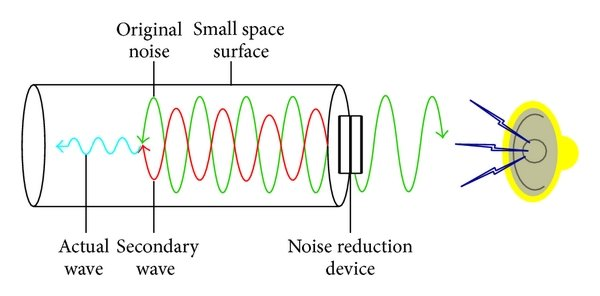 Original
noise
Small space
surface
Actual
wave
Secondary
wave
Noise reduction
device